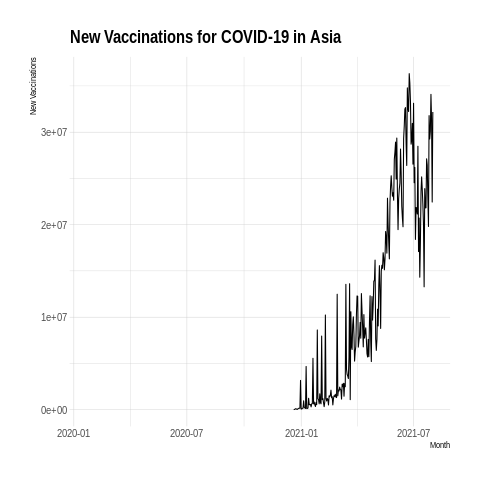 New Vaccinations for COVID-19 in Asia
New Vaccinations
3e+07
2e+07
1e+07
0e+00
2020-01 2020-07 2021-01 2021-07
Month